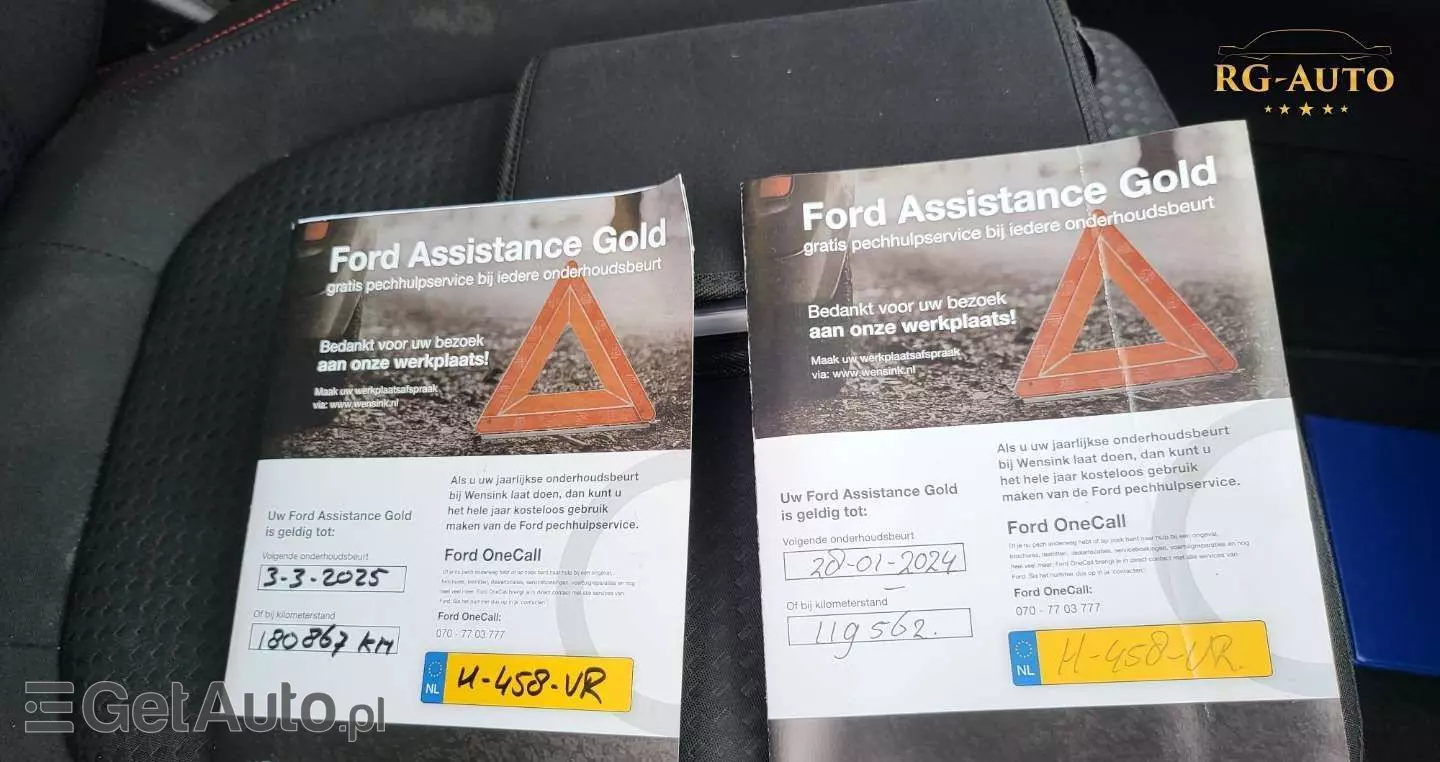 RG-AUTO
Ford Assistance Gold
gratis pechhulpservice bij iedere onderhoudsbeurt
Bedankt voor uw bezoek
aan onze werkplaats!
Maak uw werkplaatsafspraak
via: www.wensink.nl
Als u uw jaarlijkse onderhoudsbeurt
bij Wensink laat doen, dan kunt u
het hele jaar kosteloos gebruik
maken van de Ford pechhulpservice.
Uw Ford Assistance Gold
is geldig tot:
Volgende onderhoudsbeurt
3-3-2025
Of bij kilometerstand
180867 KM
Ford OneCall
Ford OneCall:
070 - 77 03 777
NL
H-458-VR
Ford Assistance Gold
gratis pechhulpservice bij iedere onderhoudsbeurt
Bedankt voor uw bezoek
aan onze werkplaats!
Maak uw werkplaatsafspraak
via: www.wensink.nl
Als u uw jaarlijkse onderhoudsbeurt
bij Wensink laat doen, dan kunt u
het hele jaar kosteloos gebruik
maken van de Ford pechhulpservice.
Uw Ford Assistance Gold
is geldig tot:
Volgende onderhoudsbeurt
20-01-2024
Of bij kilometerstand
119562.
Ford OneCall
Ford OneCall:
070 - 77 03 777
NL
H-458-VR.
GetAuto.pl